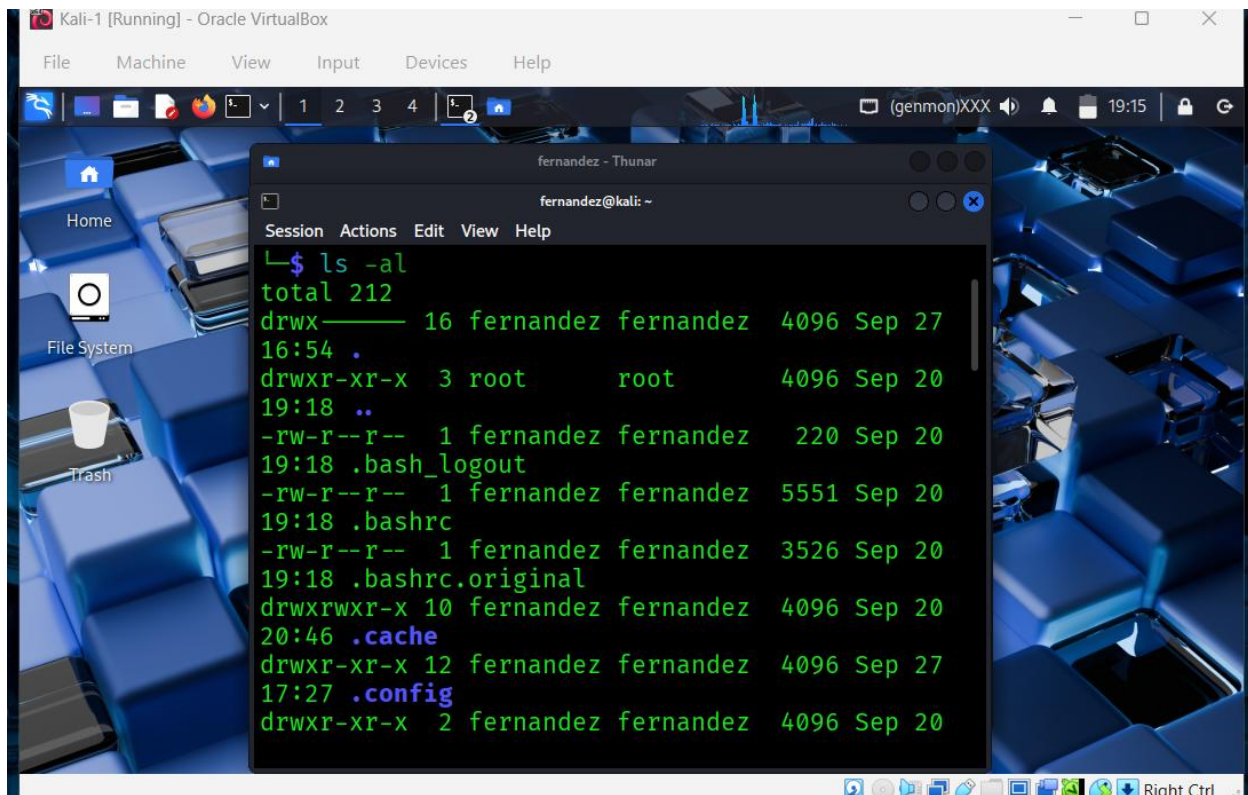 Kali-1 [Running] - Oracle VirtualBox
File Machine View Input Devices Help
1 2 3 4 2 (genmon)XXX 19:15
fernandez - Thunar
fernandez@kali: ~
Session Actions Edit View Help
Home
File System
Trash
└─$ ls -al
total 212
drwx------ 16 fernandez fernandez 4096 Sep 27
16:54 .
drwxr-xr-x 3 root root 4096 Sep 20
19:18 ..
-rw-r--r-- 1 fernandez fernandez 220 Sep 20
19:18 .bash_logout
-rw-r--r-- 1 fernandez fernandez 5551 Sep 20
19:18 .bashrc
-rw-r--r-- 1 fernandez fernandez 3526 Sep 20
19:18 .bashrc.original
drwxrwxr-x 10 fernandez fernandez 4096 Sep 20
20:46 .cache
drwxr-xr-x 12 fernandez fernandez 4096 Sep 27
17:27 .config
drwxr-xr-x 2 fernandez fernandez 4096 Sep 20
Right Ctrl